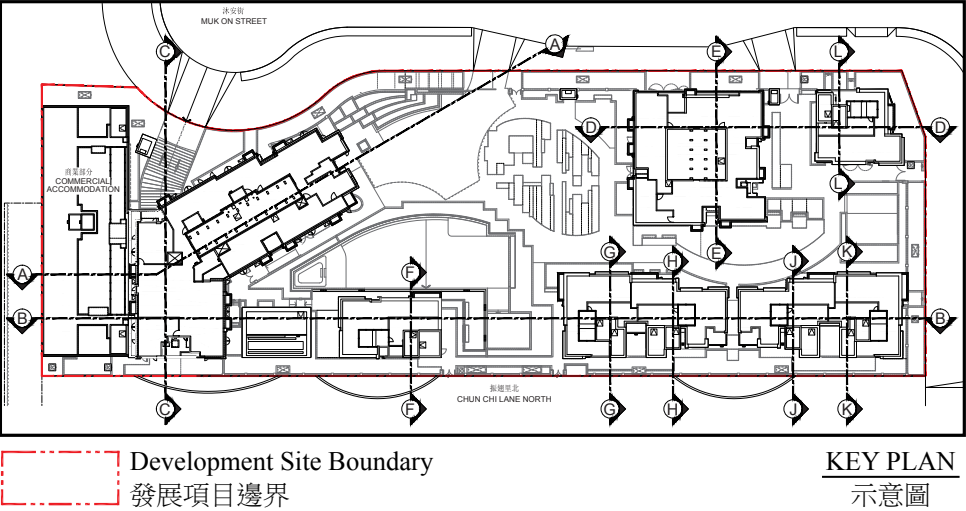 沐安街
MUK ON STREET
C
A
E
L
D
D
商業部分
COMMERCIAL
ACCOMMODATION
L
E
G
H
J
K
A
F
B
B
M
振翅里北
CHUN CHI LANE NORTH
C
F
G
H
J
K
Development Site Boundary
發展項目邊界
KEY PLAN
示意圖